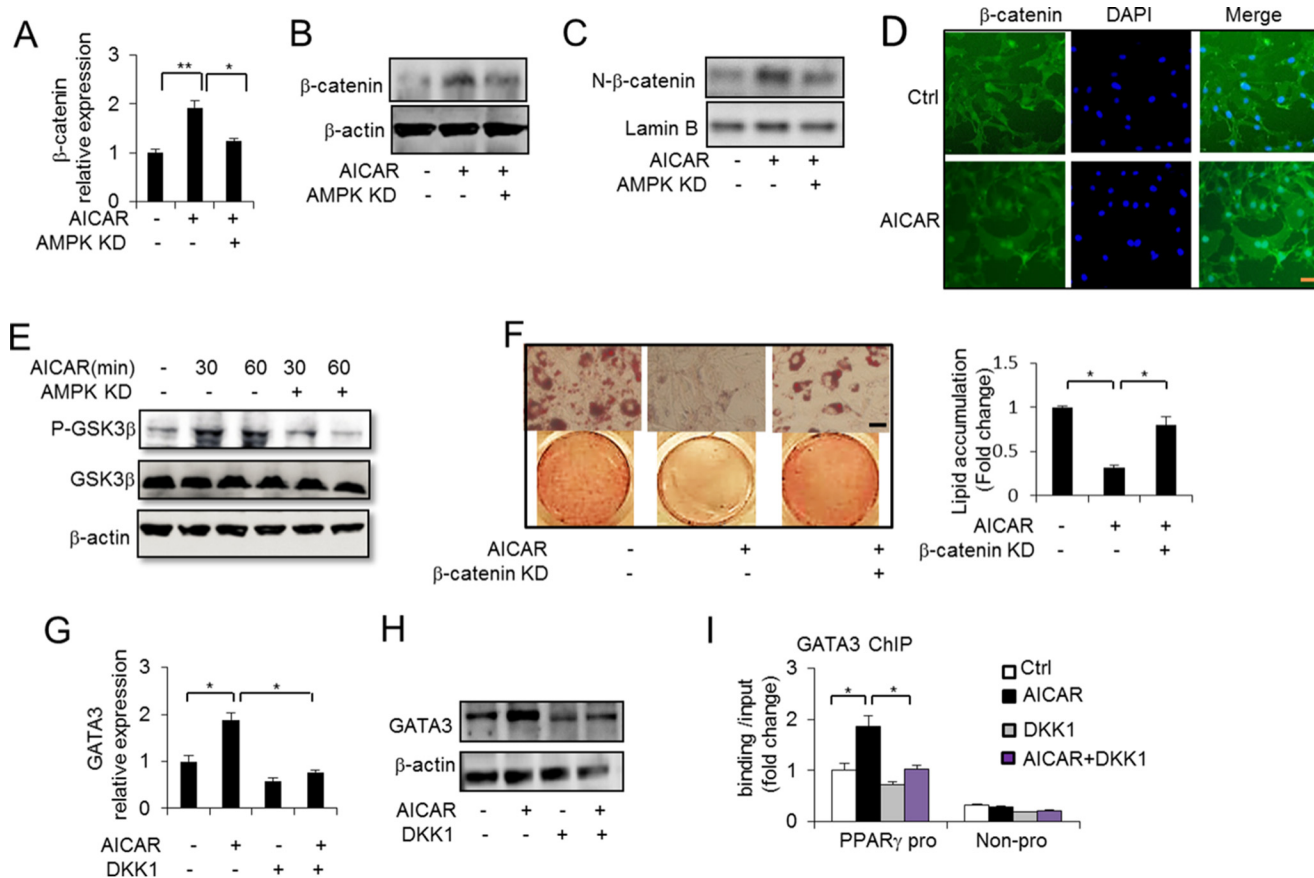 A
β-catenin
relative expression
3
2
1
0
** *
AICAR - + +
AMPK KD - - +
B
β-catenin
β-actin
AICAR - + +
AMPK KD - - +
C
N-β-catenin
Lamin B
AICAR - + +
AMPK KD - - +
D
β-catenin DAPI Merge
Ctrl
AICAR
E
AICAR(min) - 30 60 30 60
AMPK KD - - - + +
P-GSK3β
GSK3β
β-actin
F
AICAR - + +
β-catenin KD - - +
Lipid accumulation
(Fold change)
1.5
1
0.5
0
* *
AICAR - + +
β-catenin KD - - +
G
GATA3
relative expression
3
2
1
0
* *
AICAR - + - +
DKK1 - - + +
H
GATA3
β-actin
AICAR - + - +
DKK1 - - + +
I
GATA3 ChIP
binding /input
(fold change)
3
2
1
0
* *
PPARγ pro Non-pro
Ctrl
AICAR
DKK1
AICAR+DKK1